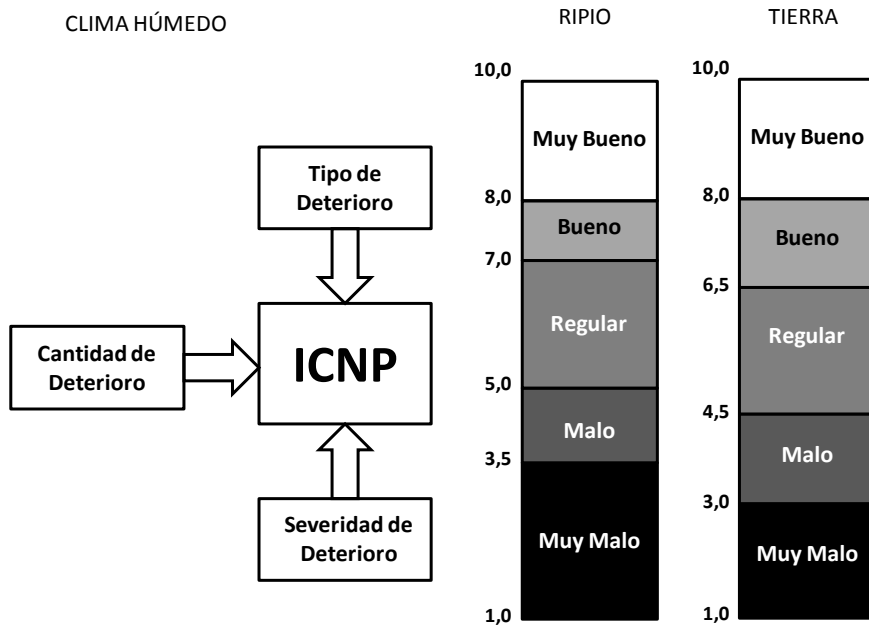 CLIMA HÚMEDO
Tipo de
Deterioro
Cantidad de
Deterioro
ICNP
Severidad de
Deterioro
RIPIO
10,0
Muy Bueno
8,0
Bueno
7,0
Regular
5,0
Malo
3,5
Muy Malo
1,0
TIERRA
10,0
Muy Bueno
8,0
Bueno
6,5
Regular
4,5
Malo
3,0
Muy Malo
1,0